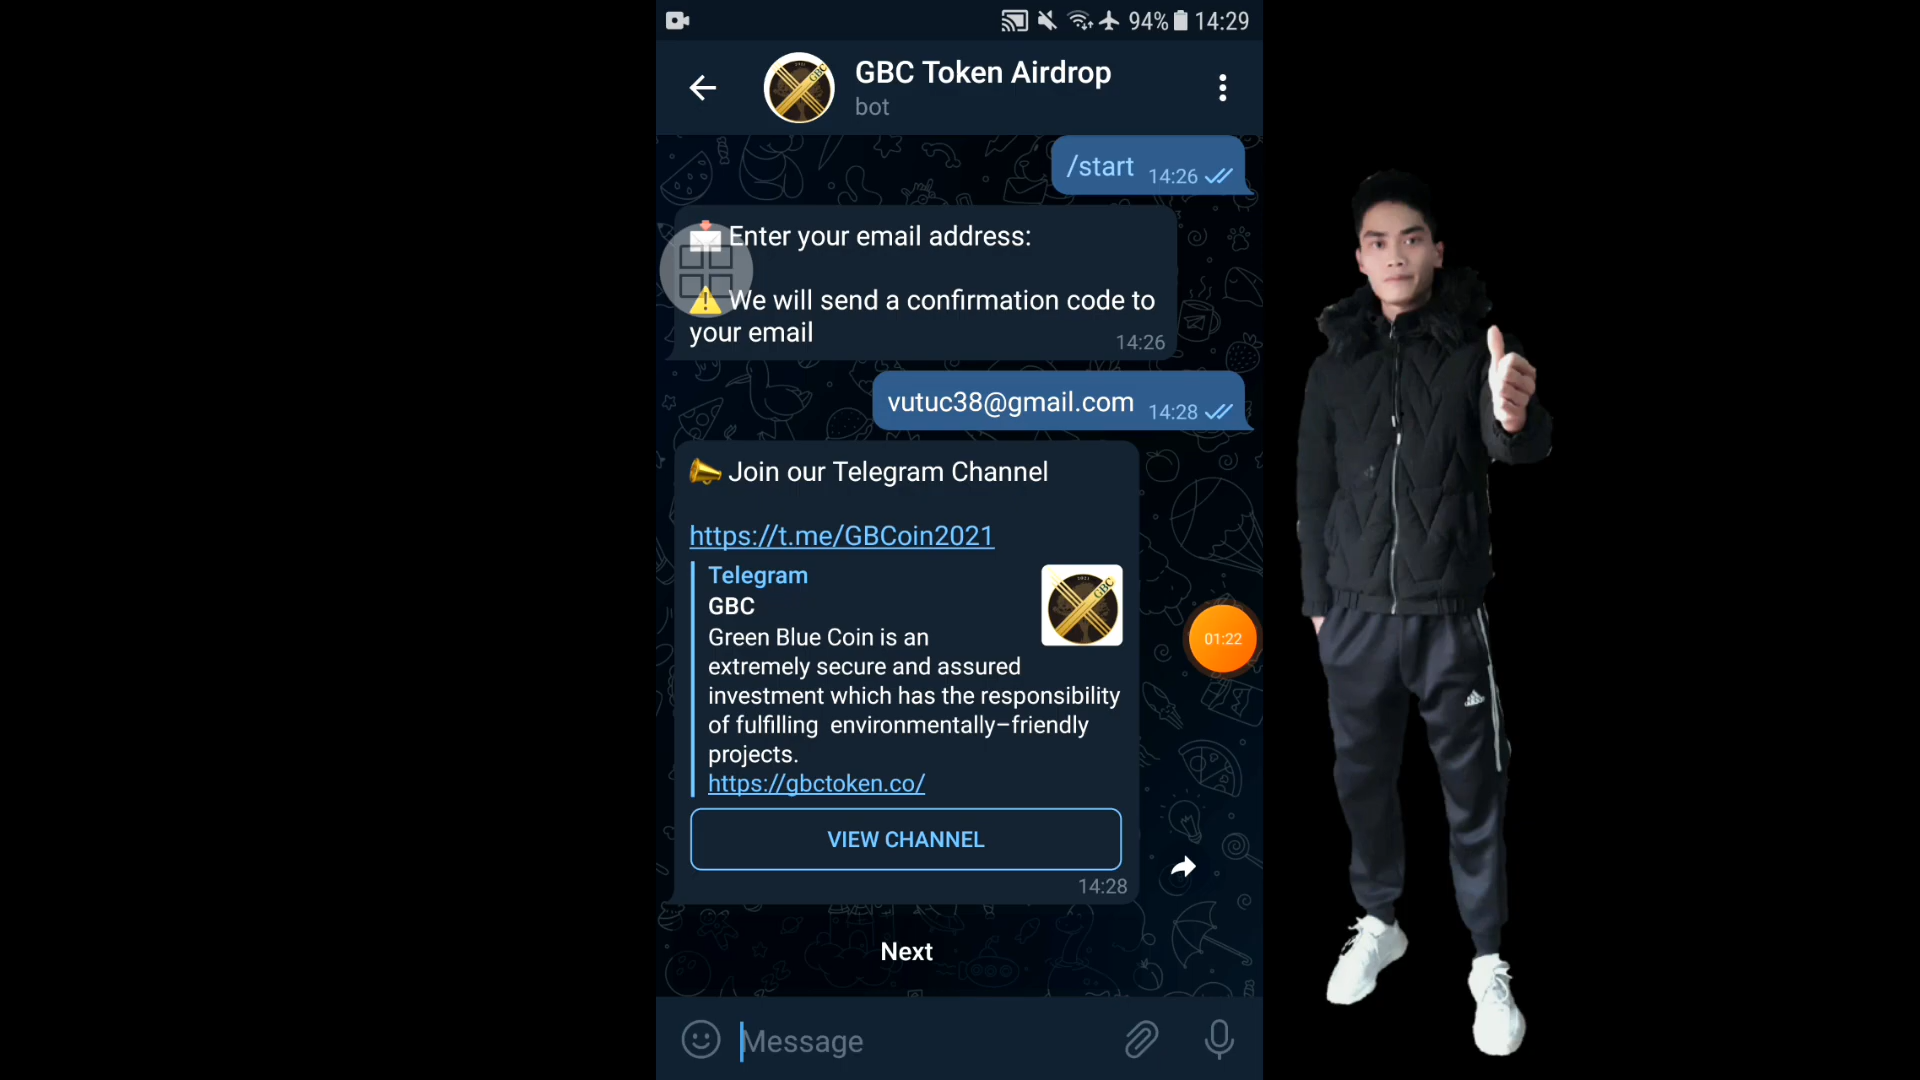 94% 14:29
GBC Token Airdrop
bot
/start 14:26
Enter your email address:
We will send a confirmation code to
your email
14:26
vutuc38@gmail.com 14:28
Join our Telegram Channel
https://t.me/GBCoin2021
Telegram
GBC
Green Blue Coin is an
extremely secure and assured
investment which has the responsibility
of fulfilling environmentally–friendly
projects.
https://gbctoken.co/
VIEW CHANNEL
14:28
01:22
Next
Message
GBC
2021
GBC